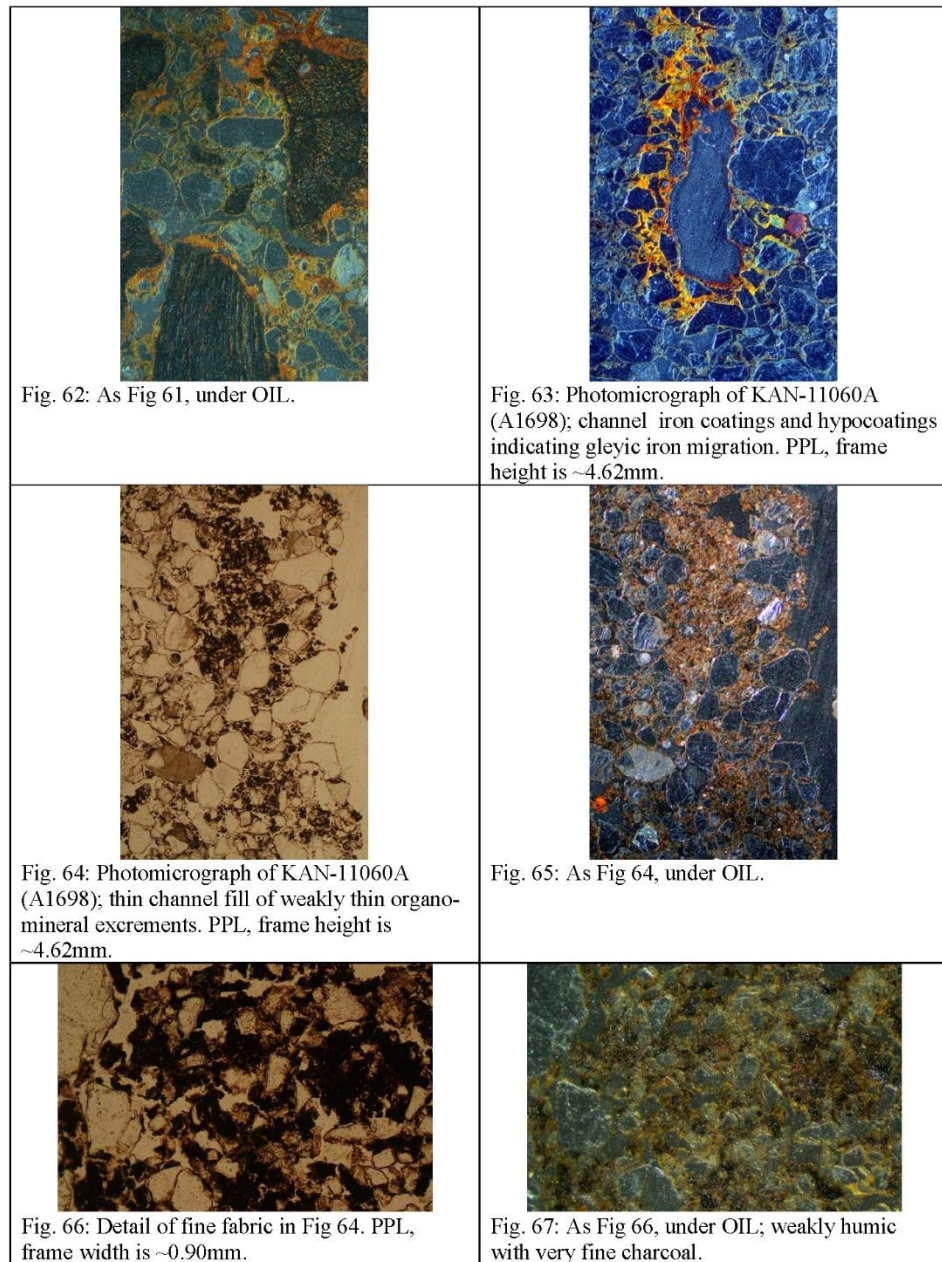 Fig. 62: As Fig 61, under OIL.
Fig. 63: Photomicrograph of KAN-11060A
(A1698); channel iron coatings and hypocoatings
indicating gleyic iron migration. PPL, frame
height is ~4.62mm.
Fig. 64: Photomicrograph of KAN-11060A
(A1698); thin channel fill of weakly thin organo-
mineral excrements. PPL, frame height is
~4.62mm.
Fig. 65: As Fig 64, under OIL.
Fig. 66: Detail of fine fabric in Fig 64. PPL,
frame width is ~0.90mm.
Fig. 67: As Fig 66, under OIL; weakly humic
with very fine charcoal.